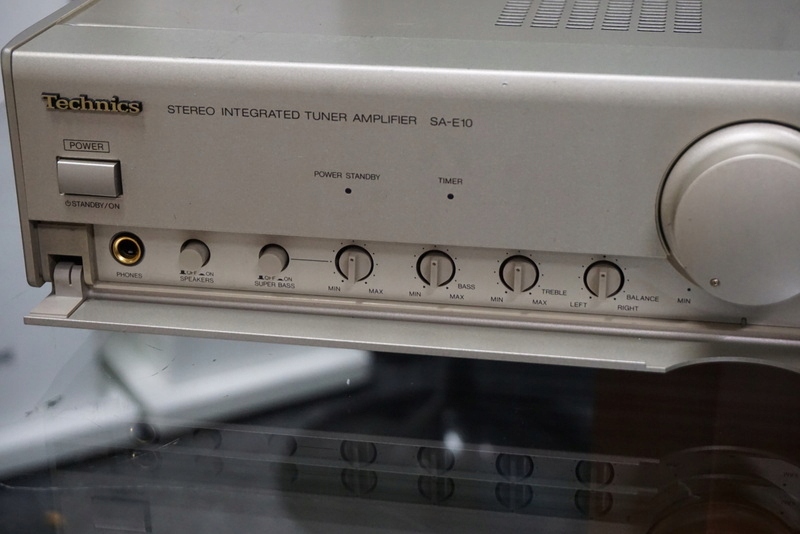 Technics
STEREO INTEGRATED TUNER AMPLIFIER SA-E10
POWER
STANDBY/ON
POWER STANDBY
TIMER
PHONES
OFF ON
SPEAKERS
OFF ON
SUPER BASS
MIN MAX
MIN MAX
BASS
MIN MAX
TREBLE
LEFT RIGHT
BALANCE
MIN